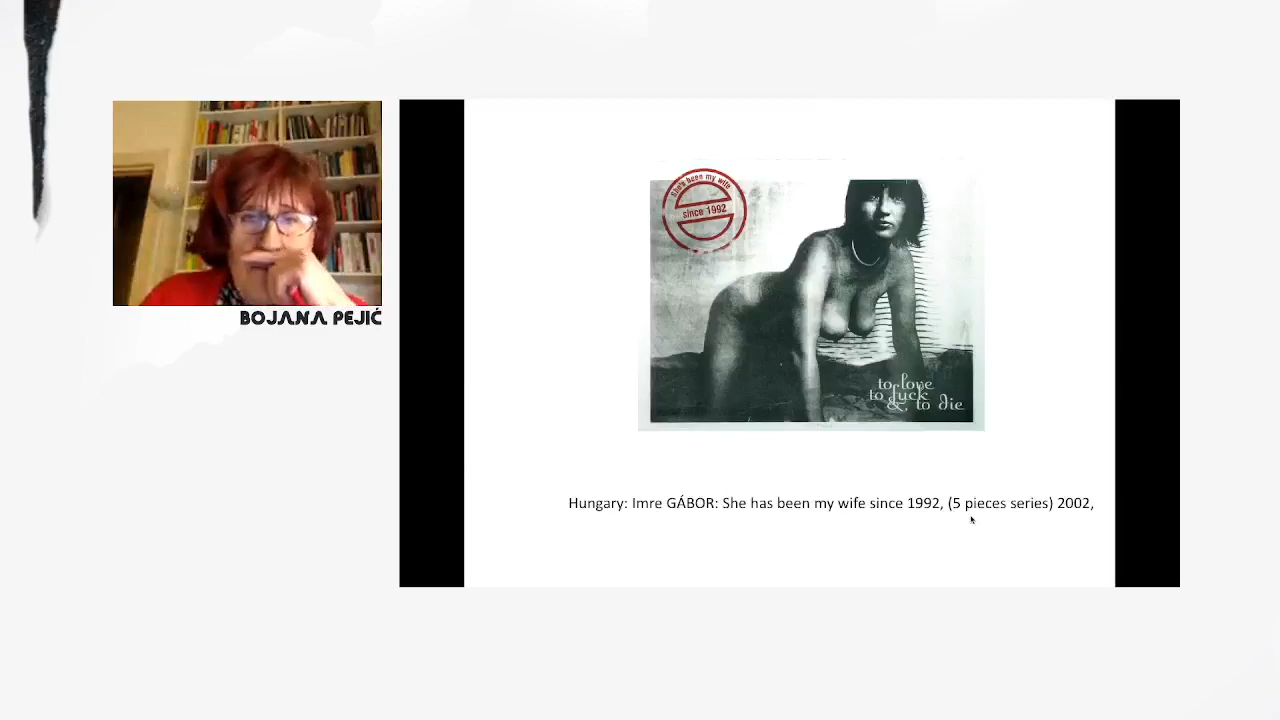 BOJANA PEJIĆ
She's been my wife
since 1992
to love
to fuck
&, to die
Hungary: Imre GÁBOR: She has been my wife since 1992, (5 pieces series) 2002,